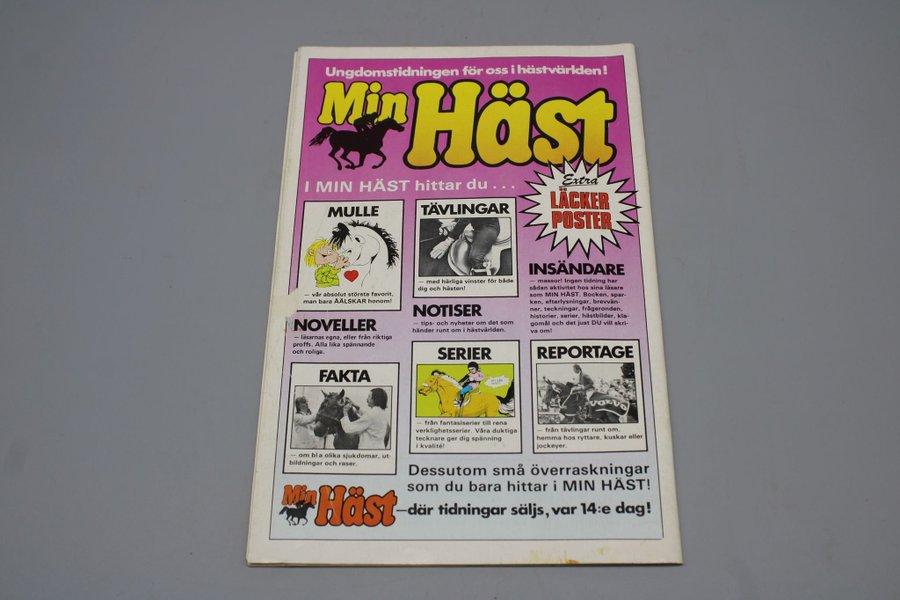 Ungdomstidningen för oss i hästvärlden!
Min Häst
I MIN HÄST hittar du...
Extra
LÄCKER
POSTER
MULLE
— vår absolut största favorit,
man bara ÄÄLSKAR honom!
TÄVLINGAR
— med härliga vinster för både
dig och hästen!
INSÄNDARE
— massor! Ingen tidning har
sådan aktivitet hos sina läsare
som MIN HÄST. Bocken, spar-
ken, efterlysningar, brevvän-
ner, teckningar, frågeronden,
historier, serier, hästbilder, kla-
gomål och det just DU vill skri-
va om!
NOVELLER
— läsarnas egna, eller från riktiga
proffs. Alla lika spännande
och roliga.
NOTISER
— tips- och nyheter om det som
händer runt om i hästvärlden.
FAKTA
— om bl a olika sjukdomar, ut-
bildningar och raser.
SERIER
— från fantasiserier till rena
verklighetsserier. Våra duktiga
tecknare ger dig spänning
i kvalité!
REPORTAGE
— från tävlingar runt om,
hemma hos ryttare, kuskar eller
jockeyer.
Dessutom små överraskningar
som du bara hittar i MIN HÄST!
Min Häst —där tidningar säljs, var 14:e dag!